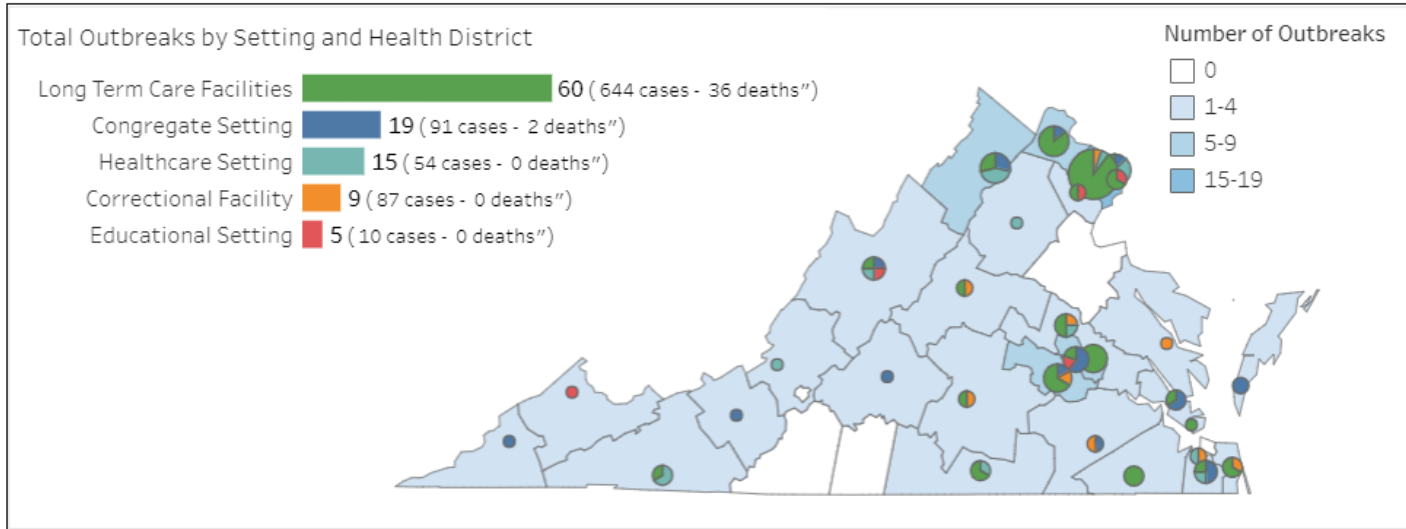 Total Outbreaks by Setting and Health District
Long Term Care Facilities 60 ( 644 cases - 36 deaths”)
Congregate Setting 19 ( 91 cases - 2 deaths”)
Healthcare Setting 15 ( 54 cases - 0 deaths”)
Correctional Facility 9 ( 87 cases - 0 deaths”)
Educational Setting 5 ( 10 cases - 0 deaths”)
Number of Outbreaks
0
1-4
5-9
15-19